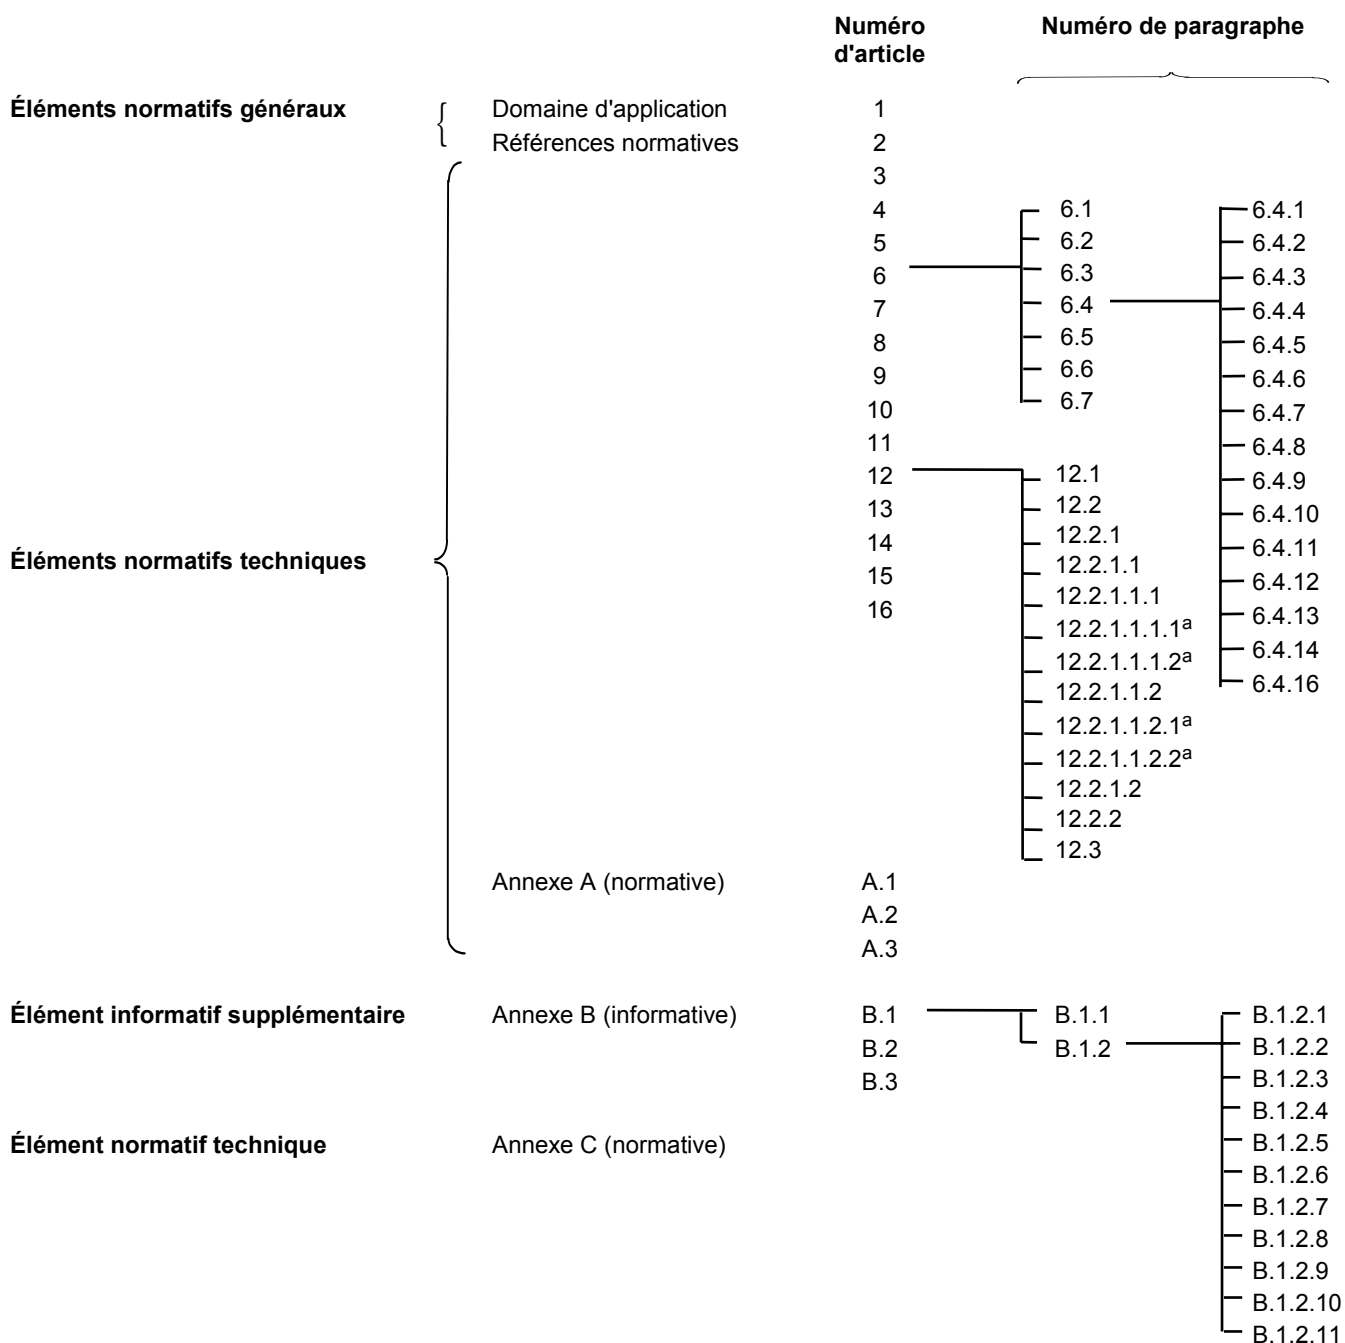 Numéro d'article
Numéro de paragraphe
Éléments normatifs généraux
Domaine d'application 1
Références normatives 2
3
4
5
6
7
8
9
10
11
12
13
14
15
16
6.1
6.2
6.3
6.4
6.5
6.6
6.7
6.4.1
6.4.2
6.4.3
6.4.4
6.4.5
6.4.6
6.4.7
6.4.8
6.4.9
6.4.10
6.4.11
6.4.12
6.4.13
6.4.14
6.4.16
Éléments normatifs techniques
12.1
12.2
12.2.1
12.2.1.1
12.2.1.1.1
12.2.1.1.1.1a
12.2.1.1.1.2a
12.2.1.1.2
12.2.1.1.2.1a
12.2.1.1.2.2a
12.2.1.2
12.2.2
12.3
Annexe A (normative) A.1
A.2
A.3
Élément informatif supplémentaire
Annexe B (informative) B.1
B.2
B.3
B.1.1
B.1.2
B.1.2.1
B.1.2.2
B.1.2.3
B.1.2.4
B.1.2.5
B.1.2.6
B.1.2.7
B.1.2.8
B.1.2.9
B.1.2.10
B.1.2.11
Élément normatif technique
Annexe C (normative)